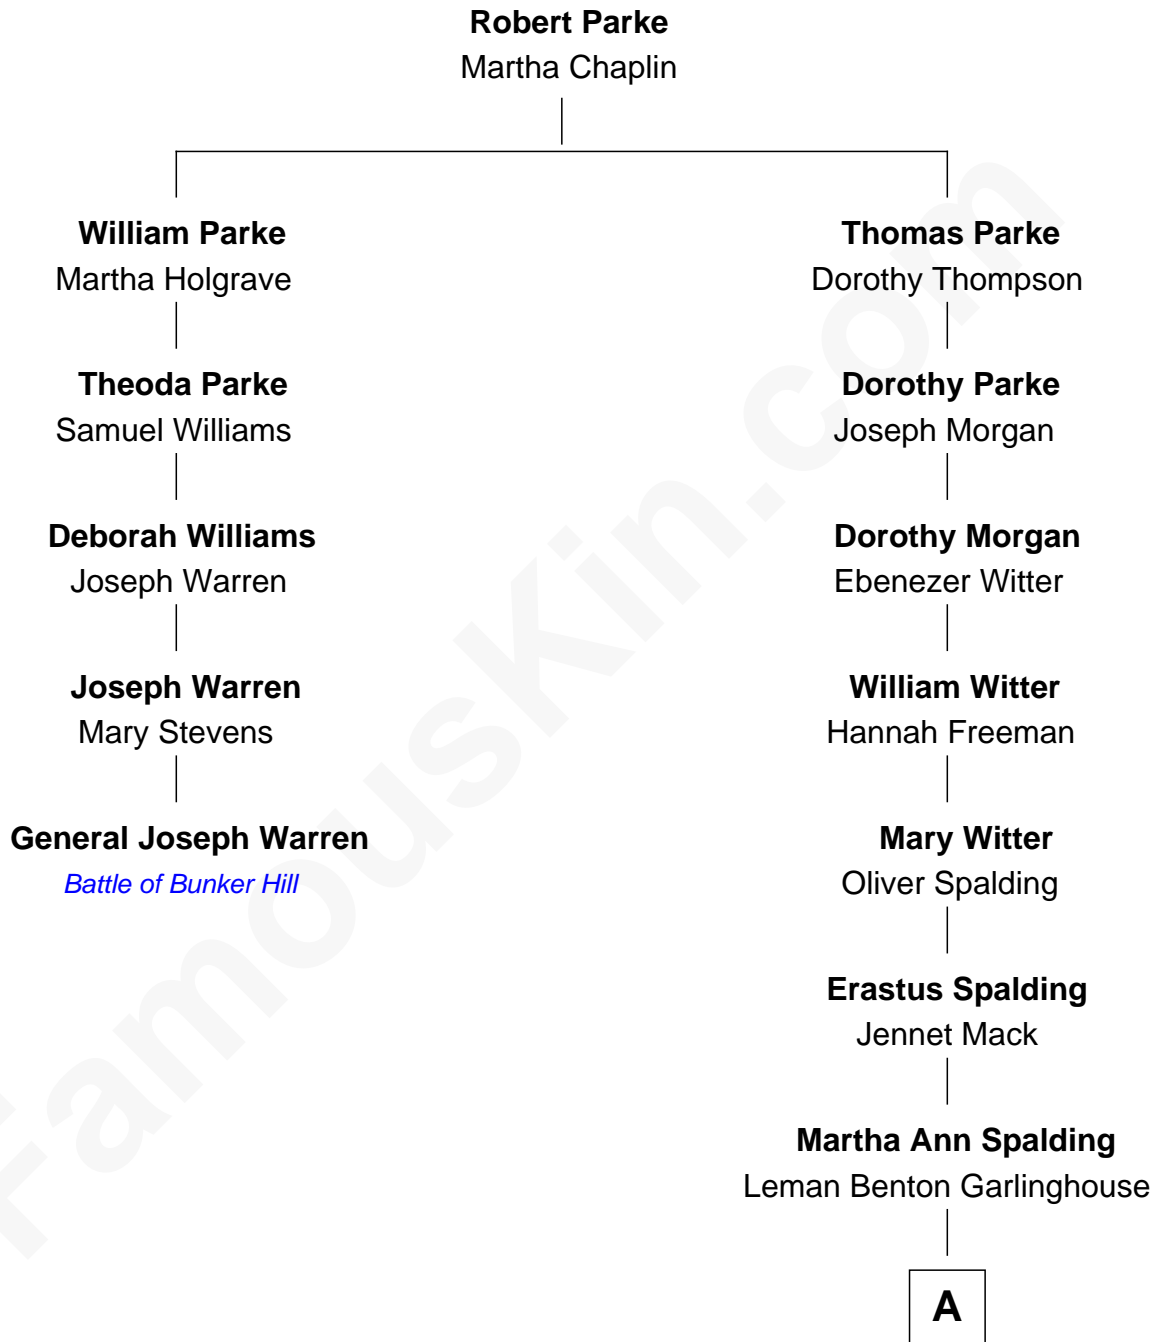 Robert Parke
Martha Chaplin
William Parke
Martha Holgrave
Thomas Parke
Dorothy Thompson
Theoda Parke
Samuel Williams
Dorothy Parke
Joseph Morgan
Deborah Williams
Joseph Warren
Dorothy Morgan
Ebenezer Witter
Joseph Warren
Mary Stevens
William Witter
Hannah Freeman
General Joseph Warren
Battle of Bunker Hill
Mary Witter
Oliver Spalding
Erastus Spalding
Jennet Mack
Martha Ann Spalding
Leman Benton Garlinghouse
A
FamousKin.com